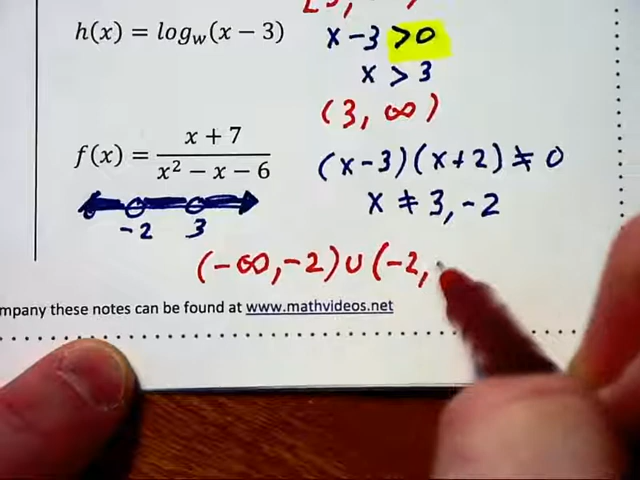 h(x) = log_w(x − 3) x − 3 > 0
x > 3
(3, ∞)
f(x) = (x + 7)/(x² − x − 6) (x − 3)(x + 2) ≠ 0
x ≠ 3, −2
−2 3
(−∞, −2) ∪ (−2,
mpany these notes can be found at www.mathvideos.net